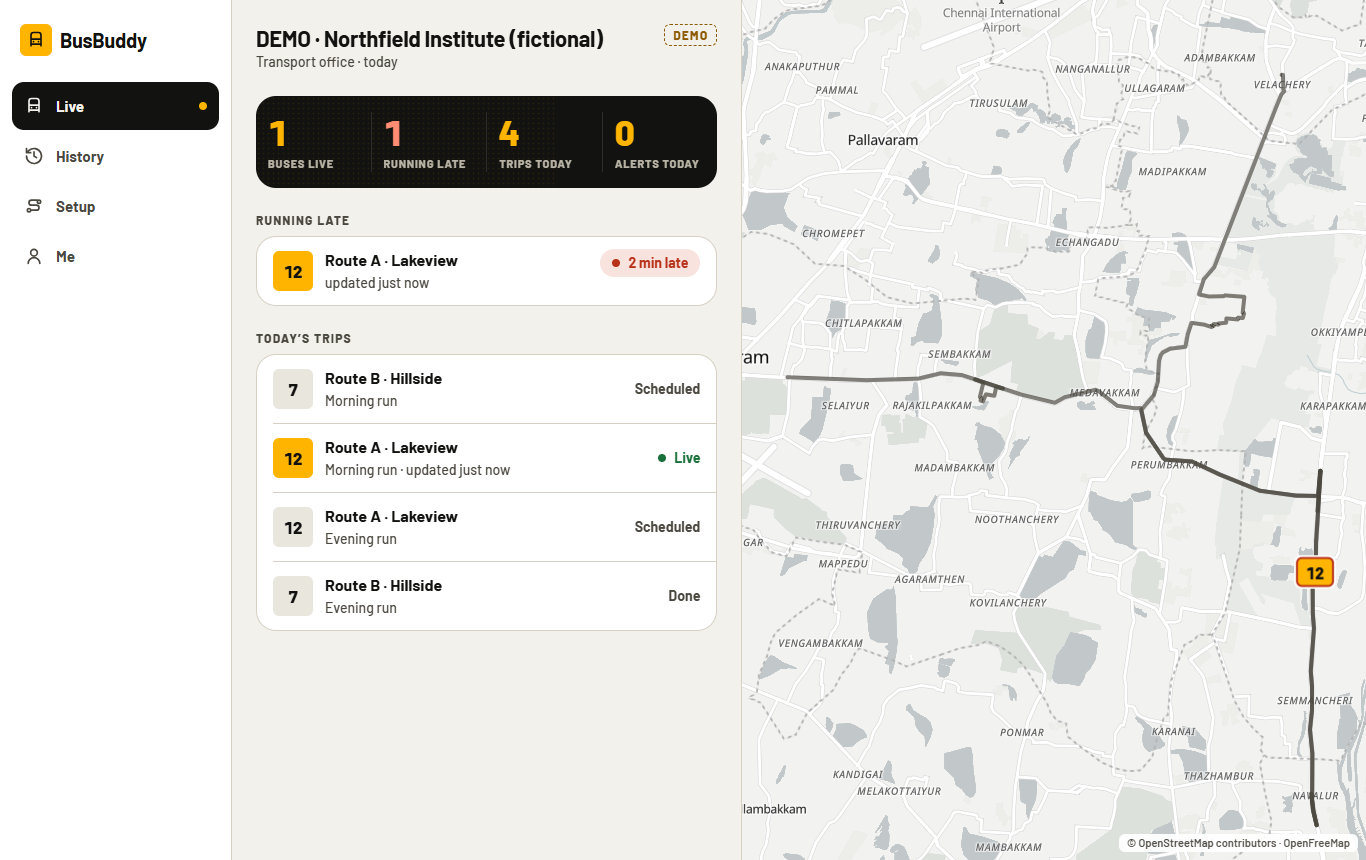 BusBuddy
Live
History
Setup
Me
DEMO · Northfield Institute (fictional)
Transport office · today
DEMO
1
BUSES LIVE
1
RUNNING LATE
4
TRIPS TODAY
0
ALERTS TODAY
RUNNING LATE
12
Route A · Lakeview
updated just now
2 min late
TODAY'S TRIPS
7
Route B · Hillside
Morning run
Scheduled
12
Route A · Lakeview
Morning run · updated just now
Live
12
Route A · Lakeview
Evening run
Scheduled
7
Route B · Hillside
Evening run
Done
Chennai International
Airport
ANAKAPUTHUR
PAMMAL
NANGANALLUR
ADAMBAKKAM
ULLAGARAM
VELACHERY
TIRUSULAM
Pallavaram
MADIPAKKAM
CHROMEPET
ECHANGADU
CHITLAPAKKAM
OKKIYAMPE
SEMBAKKAM
ram
MEDAVAKKAM
SELAIYUR
RAJAKILPAKKAM
KARAPAKKAM
MADAMBAKKAM
PERUMBAKKAM
THIRUVANCHERY
NOOTHANCHERY
GAR
MAPPEDU
AGARAMTHEN
12
KOVILANCHERY
VENGAMBAKKAM
SEMMANCHERI
PONMAR
KARANAI
KANDIGAI
MELAKOTTAIYUR
THAZHAMBUR
NAVALUR
lambakkam
MAMBAKKAM
© OpenStreetMap contributors · OpenFreeMap